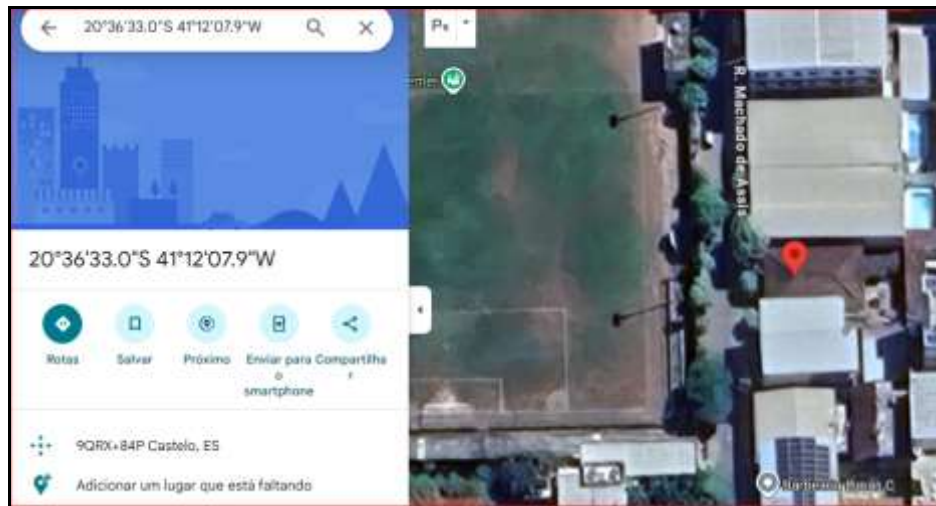 20°36'33.0"S 41°12'07.9"W
20°36'33.0"S 41°12'07.9"W
Rotas
Salvar
Próximo
Enviar para
o
smartphone
Compartilha
r
9QRX+84P Castelo, ES
Adicionar um lugar que está faltando
R. Machado de Assis